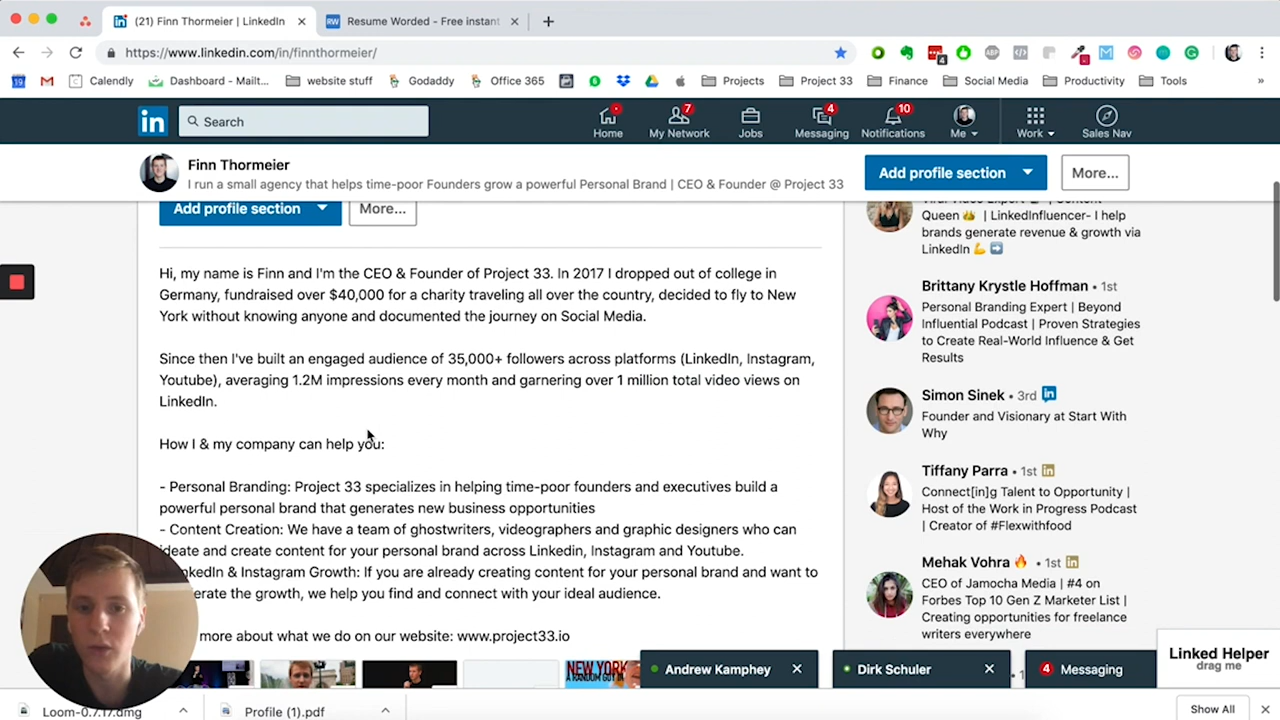 (21) Finn Thormeier | LinkedIn
RW
Resume Worded - Free instant
https://www.linkedin.com/in/finnthormeier/
4
Calendly
Dashboard - Mailt...
website stuff
Godaddy
Office 365
Projects
Project 33
Finance
Social Media
Productivity
Tools
»
in
Search
Home
7
My Network
Jobs
4
Messaging
10
Notifications
Me
Work
Sales Nav
Finn Thormeier
I run a small agency that helps time-poor Founders grow a powerful Personal Brand | CEO & Founder @ Project 33
Add profile section
More...
Add profile section
More...
Hi, my name is Finn and I'm the CEO & Founder of Project 33. In 2017 I dropped out of college in
Germany, fundraised over $40,000 for a charity traveling all over the country, decided to fly to New
York without knowing anyone and documented the journey on Social Media.
Since then I've built an engaged audience of 35,000+ followers across platforms (LinkedIn, Instagram,
Youtube), averaging 1.2M impressions every month and garnering over 1 million total video views on
LinkedIn.
How I & my company can help you:
- Personal Branding: Project 33 specializes in helping time-poor founders and executives build a
powerful personal brand that generates new business opportunities
- Content Creation: We have a team of ghostwriters, videographers and graphic designers who can
ideate and create content for your personal brand across Linkedin, Instagram and Youtube.
kedIn & Instagram Growth: If you are already creating content for your personal brand and want to
erate the growth, we help you find and connect with your ideal audience.
more about what we do on our website: www.project33.io
NEW YORK
Queen 👑 | LinkedInfluencer- I help
brands generate revenue & growth via
LinkedIn 💪 ➡️
Brittany Krystle Hoffman • 1st
Personal Branding Expert | Beyond
Influential Podcast | Proven Strategies
to Create Real-World Influence & Get
Results
Simon Sinek • 3rd in
Founder and Visionary at Start With
Why
Tiffany Parra • 1st in
Connect[in]g Talent to Opportunity |
Host of the Work in Progress Podcast
| Creator of #Flexwithfood
Mehak Vohra 🔥 • 1st in
CEO of Jamocha Media | #4 on
Forbes Top 10 Gen Z Marketer List |
Creating opportunities for freelance
writers everywhere
Andrew Kamphey
Dirk Schuler
4 Messaging
Linked Helper
drag me
Loom-0.7.17.dmg
Profile (1).pdf
Show All